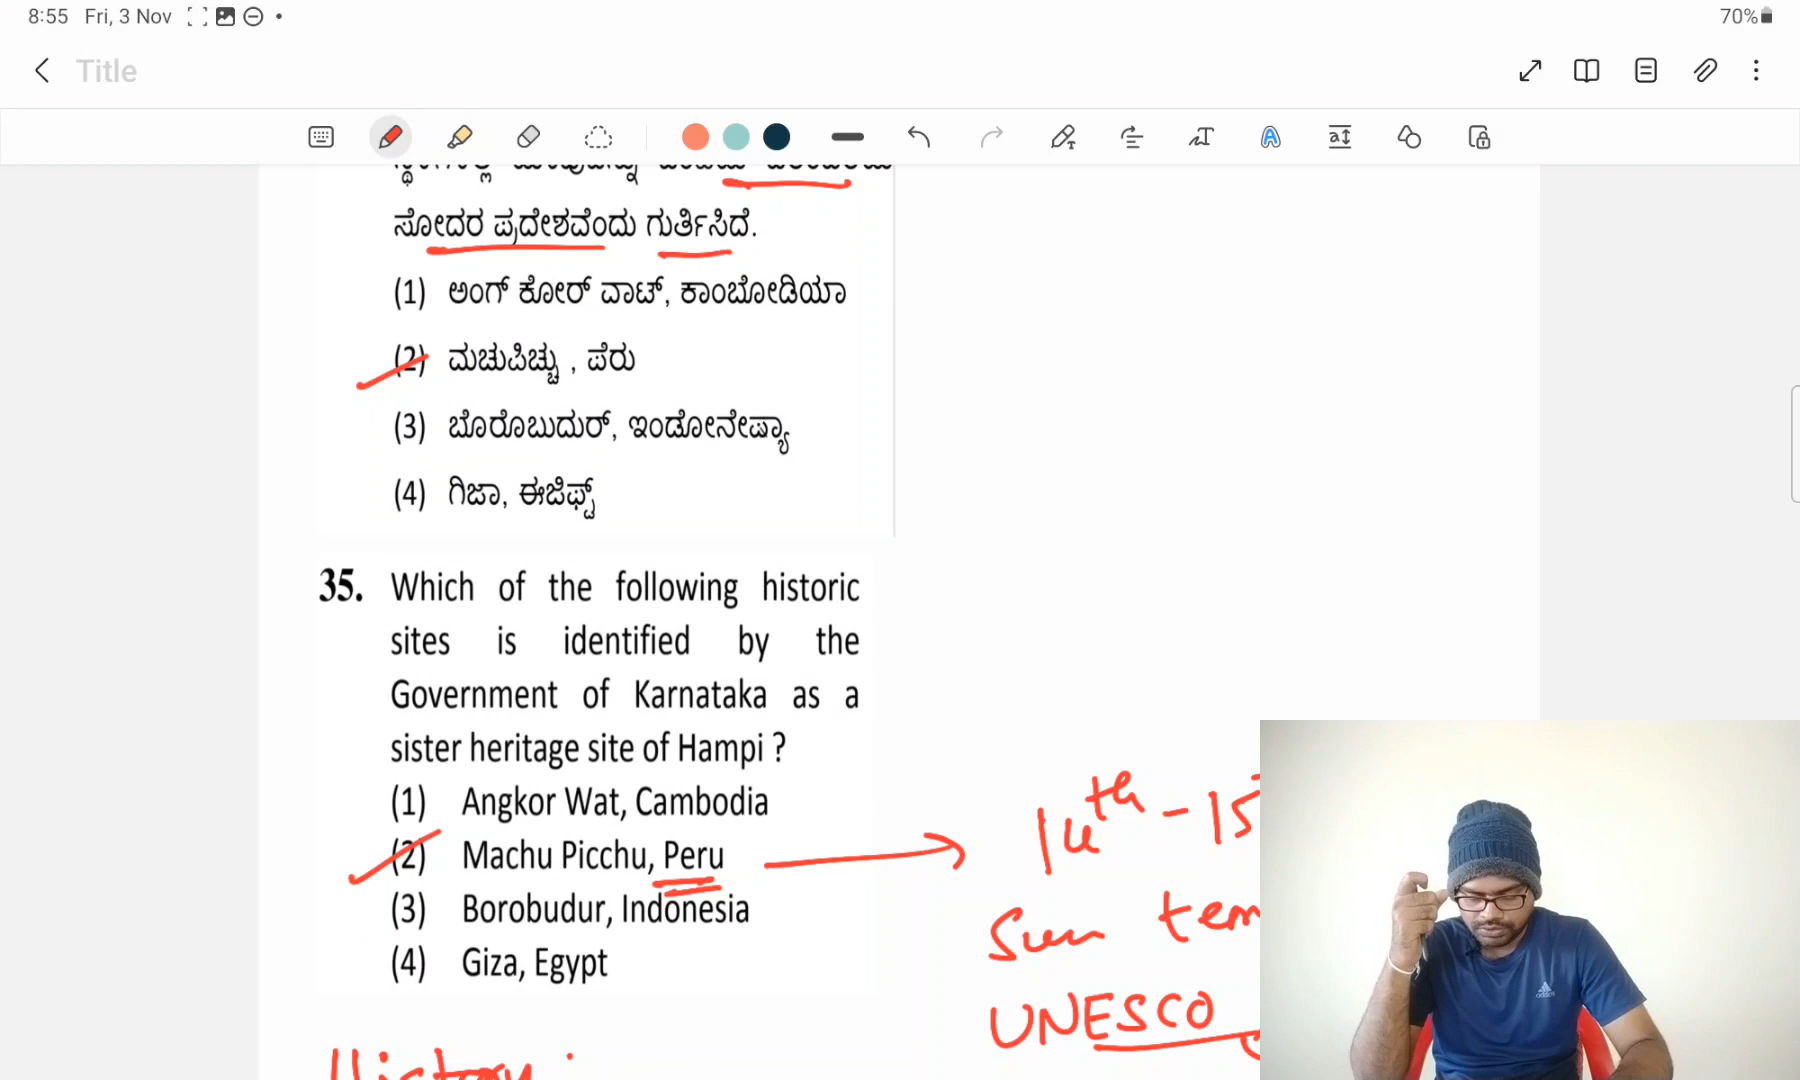 8:55 Fri, 3 Nov
70%
Title
ಸೋದರ ಪ್ರದೇಶವೆಂದು ಗುರ್ತಿಸಿದೆ.
(1) ಅಂಗ್ ಕೋರ್ ವಾಟ್, ಕಾಂಬೋಡಿಯಾ
(2) ಮಚುಪಿಚ್ಚು , ಪೆರು
(3) ಬೊರೊಬುದುರ್, ಇಂಡೋನೇಷ್ಯಾ
(4) ಗಿಜಾ, ಈಜಿಫ್ಟ್
35. Which of the following historic
sites is identified by the
Government of Karnataka as a
sister heritage site of Hampi ?
(1) Angkor Wat, Cambodia
(2) Machu Picchu, Peru
(3) Borobudur, Indonesia
(4) Giza, Egypt
14th - 15
Sun tem
UNESCO
History :
adidas